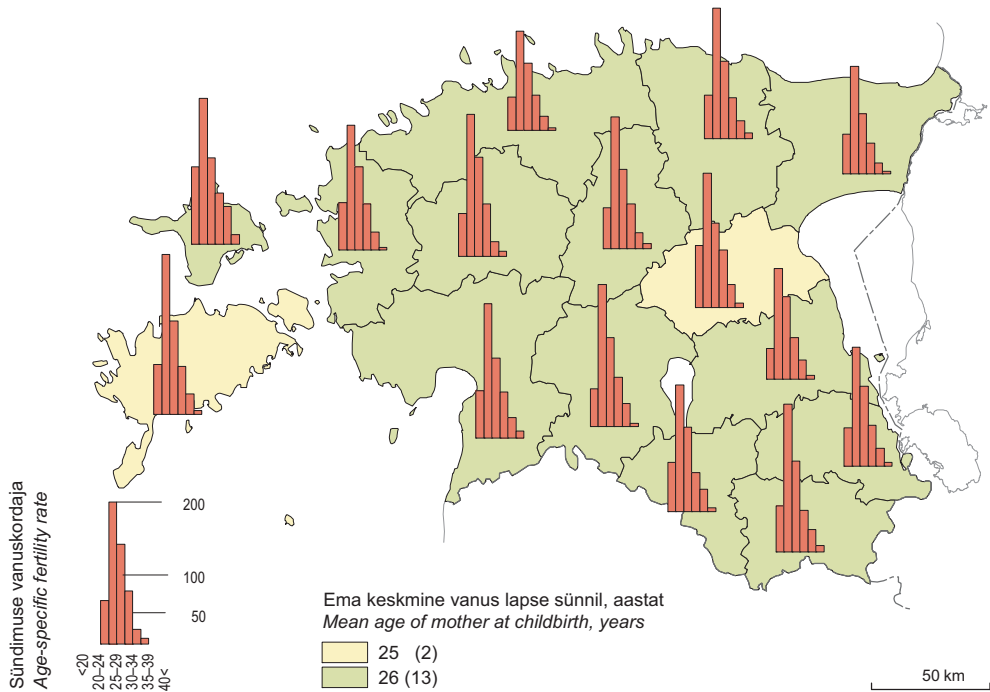 Sündimuse vanuskordaja
Age-specific fertility rate
200
100
50
<20
20–24
25–29
30–34
35–39
40<
Ema keskmine vanus lapse sünnil, aastat
Mean age of mother at childbirth, years
25 (2)
26 (13)
50 km